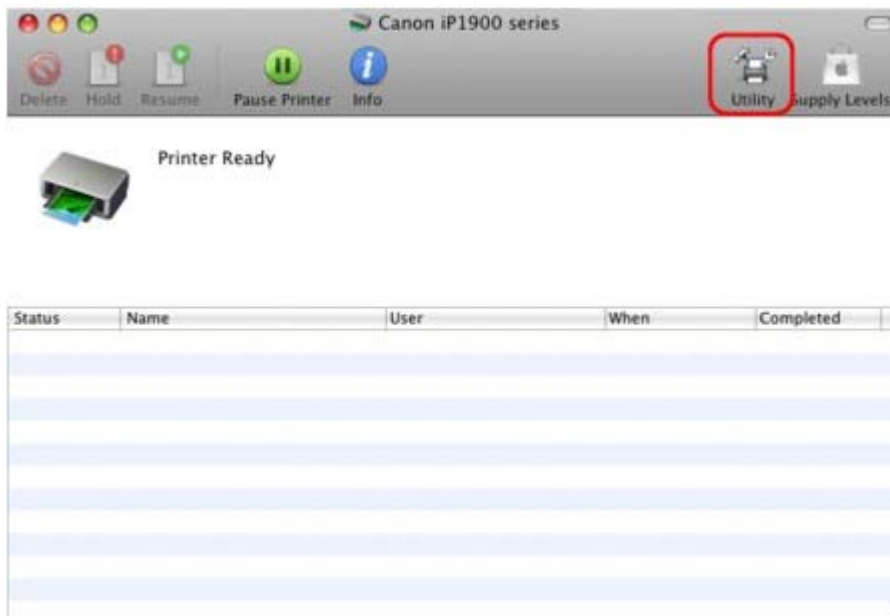 Canon iP1900 series
Delete Hold Resume Pause Printer Info Utility Supply Levels
Printer Ready
Status Name User When Completed